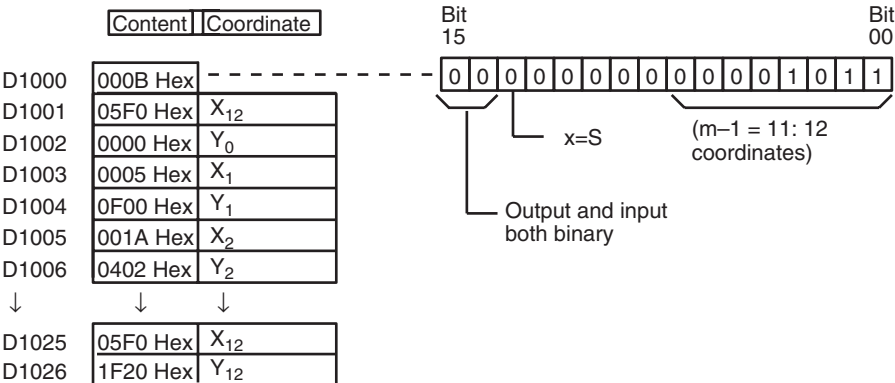 Content Coordinate
D1000 000B Hex
D1001 05F0 Hex X12
D1002 0000 Hex Y0
D1003 0005 Hex X1
D1004 0F00 Hex Y1
D1005 001A Hex X2
D1006 0402 Hex Y2
↓ ↓ ↓
D1025 05F0 Hex X12
D1026 1F20 Hex Y12
Bit 15
Bit 00
0 0 0 0 0 0 0 0 0 0 0 0 1 0 1 1
x=S
(m–1 = 11: 12
coordinates)
Output and input
both binary